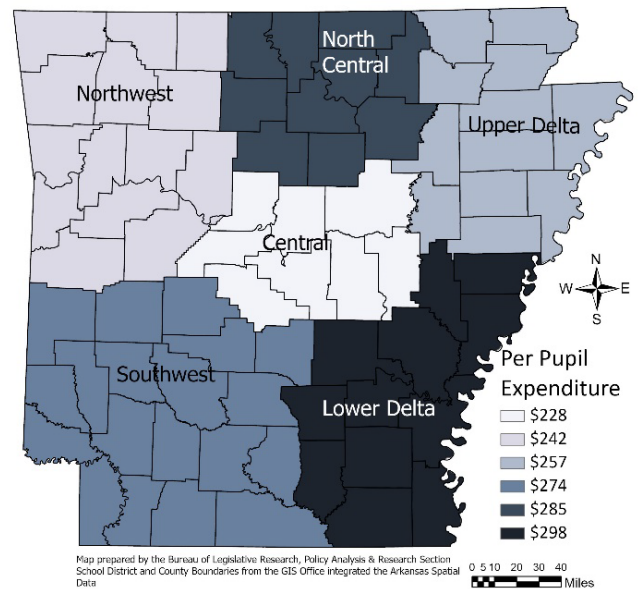 North
Central
Northwest
Upper Delta
Central
N
W E
S
Per Pupil
Expenditure
Southwest
$228
Lower Delta
$242
$257
$274
$285
$298
Map prepared by the Bureau of Legislative Research, Policy Analysis & Research Section
School District and County Boundaries from the GIS Office integrated the Arkansas Spatial
Data
0 5 10 20 30 40
Miles